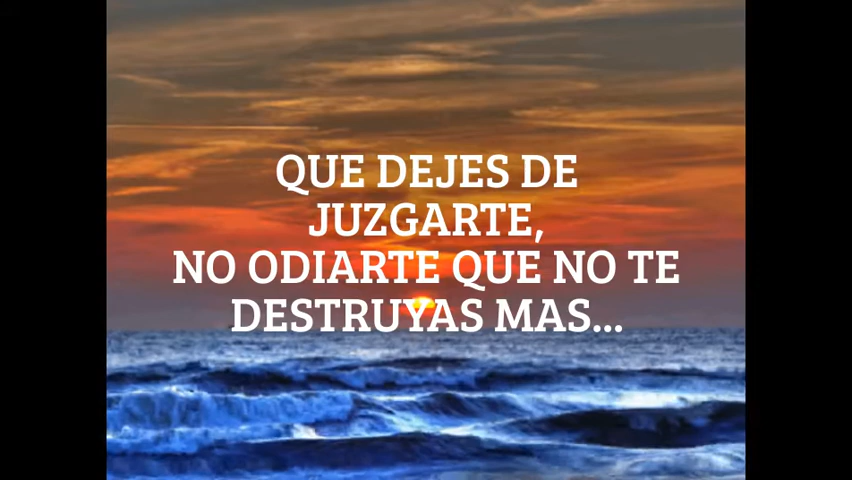 QUE DEJES DE
JUZGARTE,
NO ODIARTE QUE NO TE
DESTRUYAS MAS...